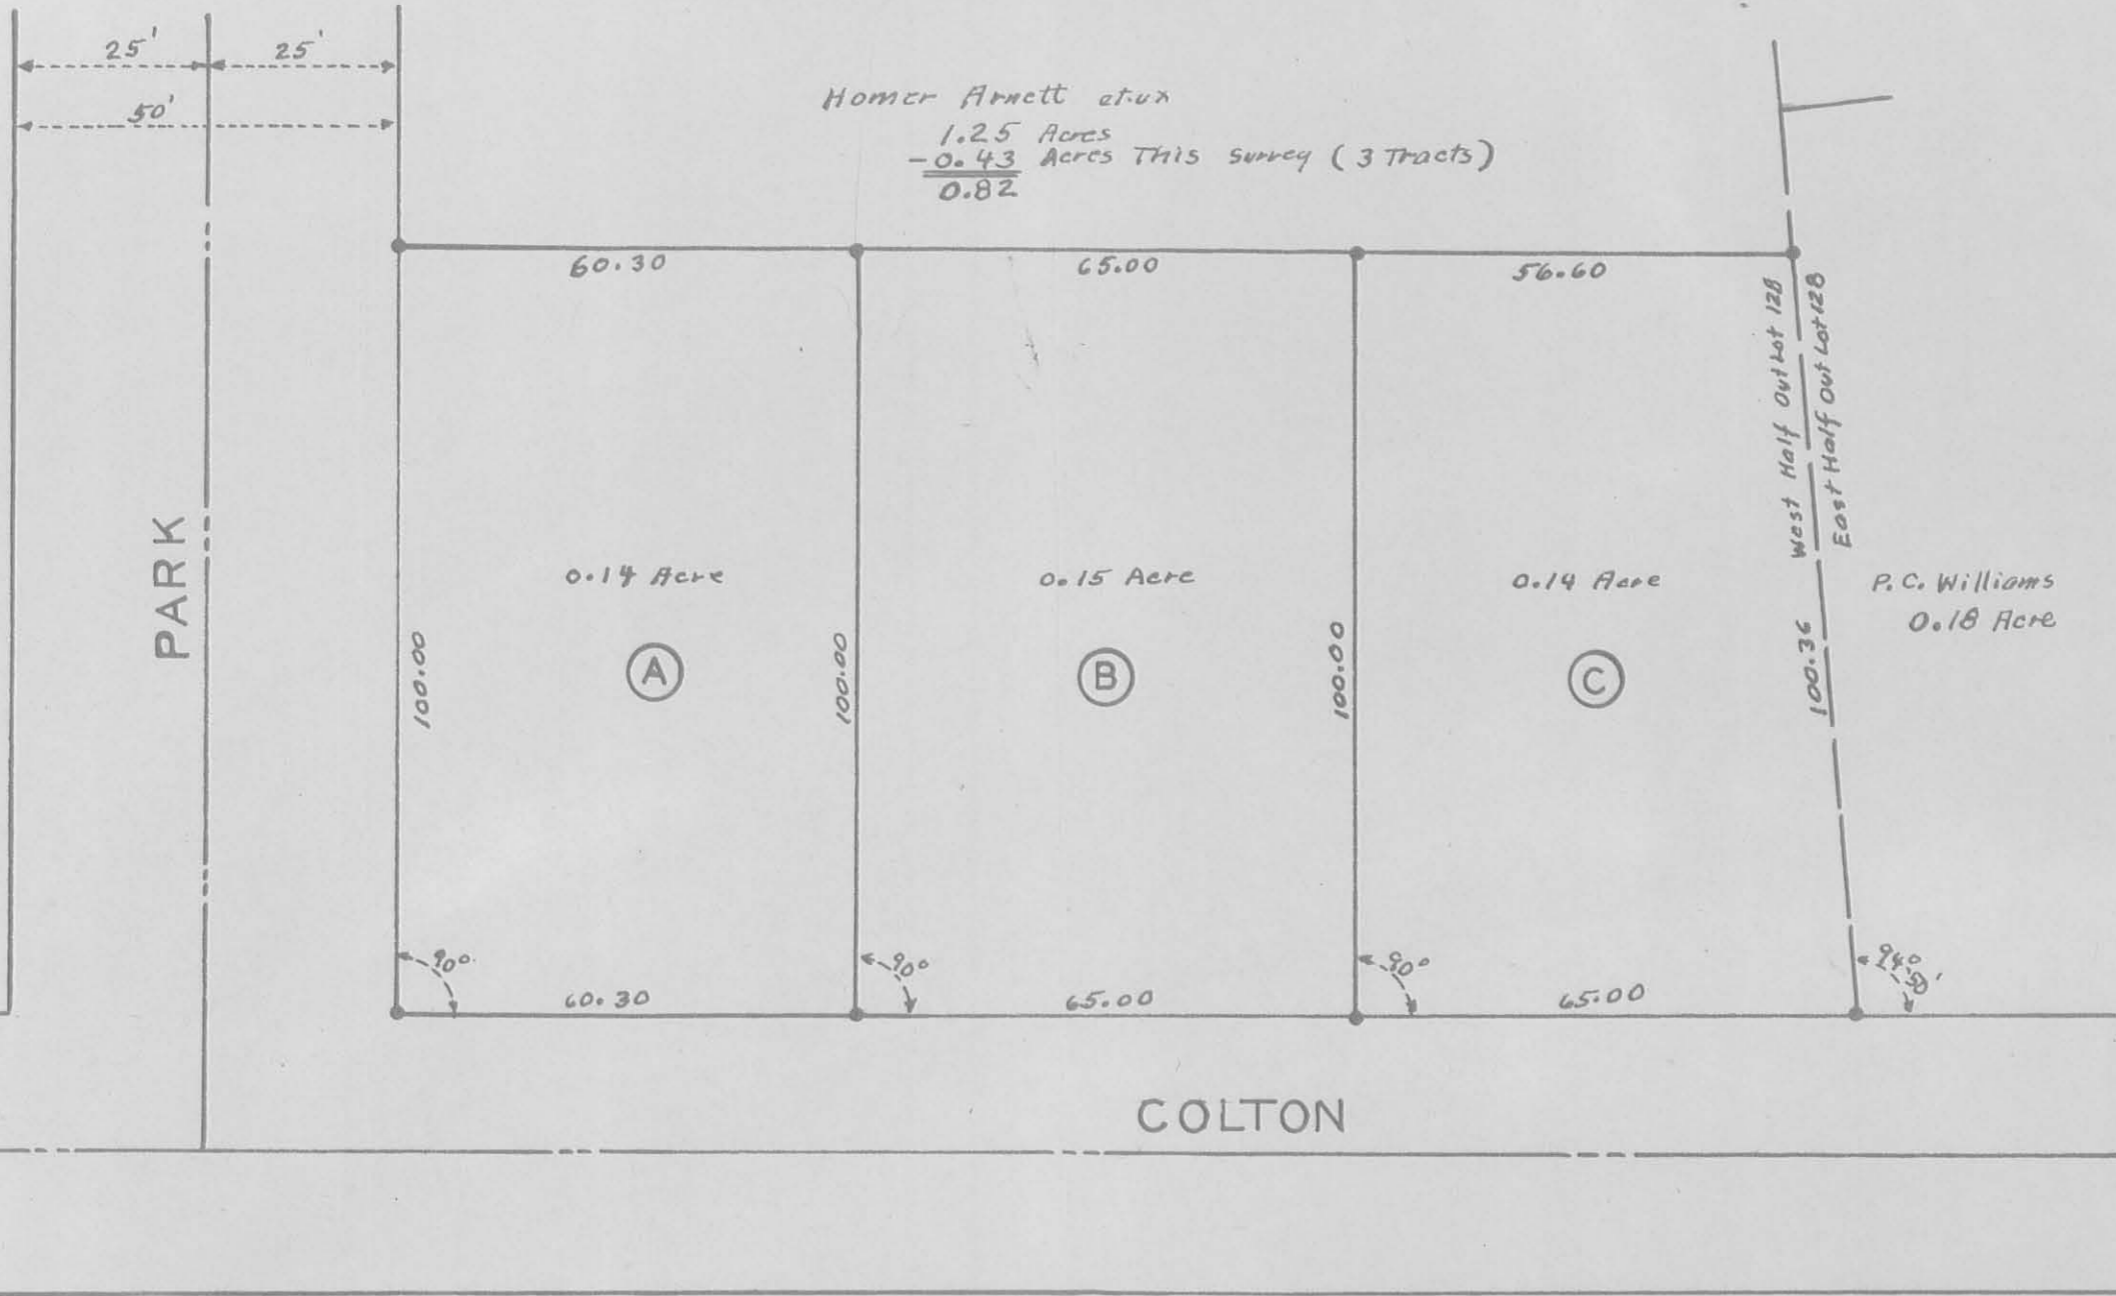 25'
25'
50'
Homer Arnett et.ux
1.25 Acres
-0.43 Acres This Survey (3 Tracts)
0.82
60.30
65.00
56.60
West Half Out Lot 128
East Half Out Lot 128
PARK
0.14 Acre
0.15 Acre
0.14 Acre
P.C. Williams
0.18 Acre
100.00
A
100.00
B
100.00
C
100.36
90°
90°
90°
94°50'
60.30
65.00
65.00
COLTON